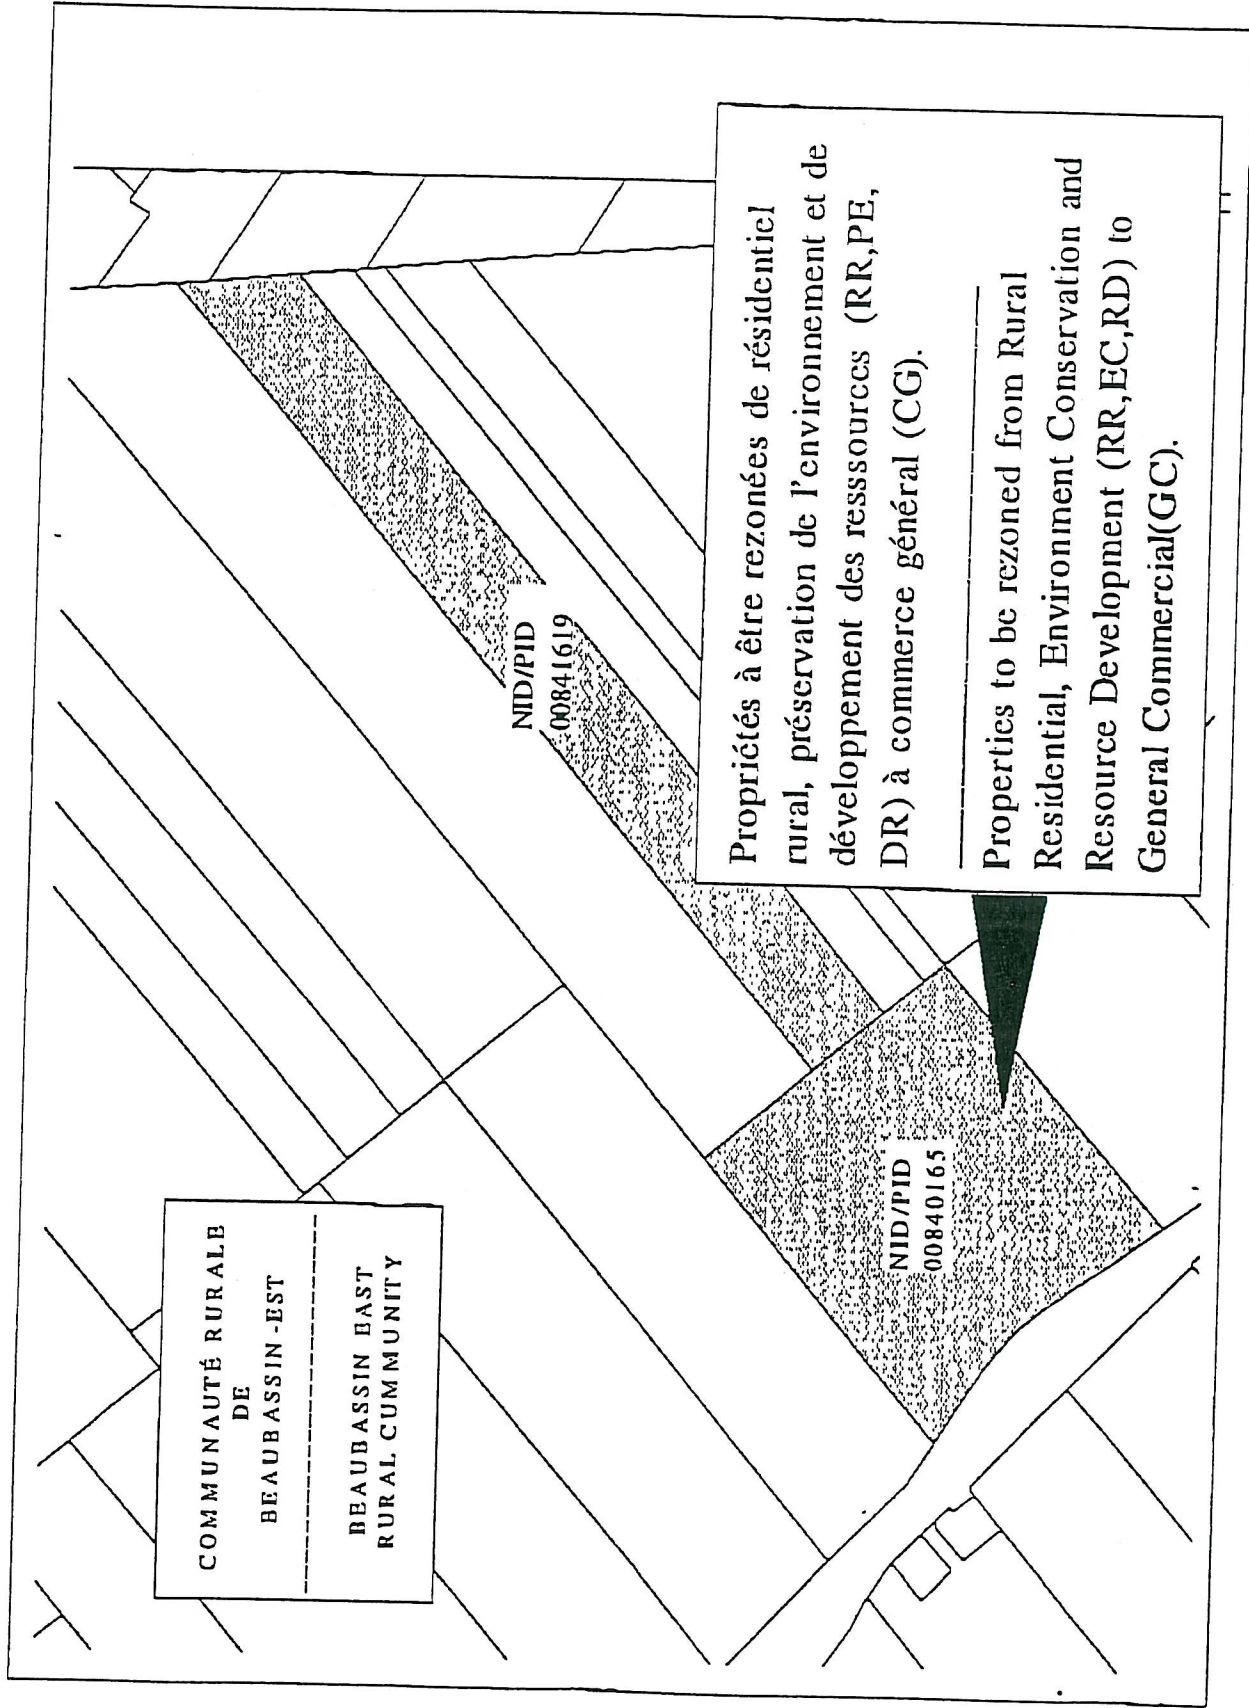 COMMUNAUTÉ RURALE
DE
BEAUBASSIN-EST
BEAUBASSIN EAST
RURAL CUMMUNITY
NID/PID
00841619
NID/PID
00840165
Propriétés à être rezonées de résidentiel
rural, préservation de l'environnement et de
développement des resssources (RR,PE,
DR) à commerce général (CG).
Properties to be rezoned from Rural
Residential, Environment Conservation and
Resource Development (RR,EC,RD) to
General Commercial(GC).